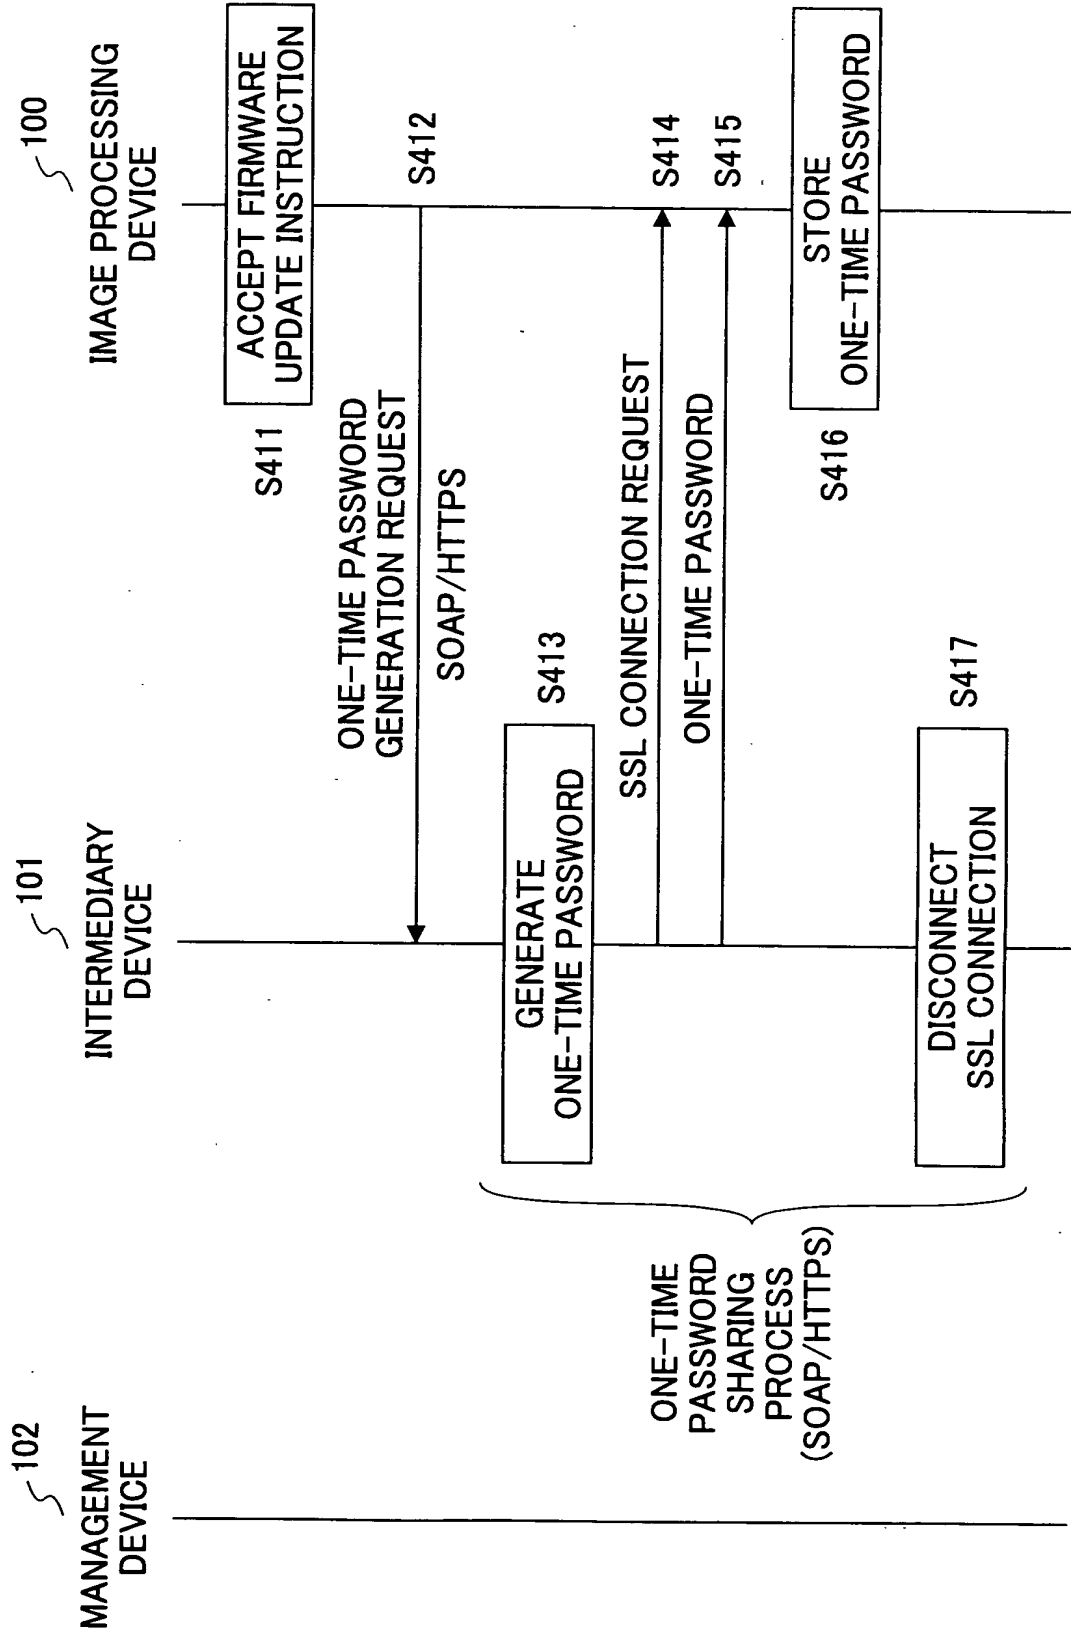 102
MANAGEMENT
DEVICE
101
INTERMEDIARY
DEVICE
100
IMAGE PROCESSING
DEVICE
S411
ACCEPT FIRMWARE
UPDATE INSTRUCTION
ONE-TIME PASSWORD
GENERATION REQUEST
S412
SOAP/HTTPS
GENERATE
ONE-TIME PASSWORD
S413
SSL CONNECTION REQUEST
S414
ONE-TIME PASSWORD
S415
STORE
ONE-TIME PASSWORD
S416
DISCONNECT
SSL CONNECTION
S417
ONE-TIME
PASSWORD
SHARING
PROCESS
(SOAP/HTTPS)